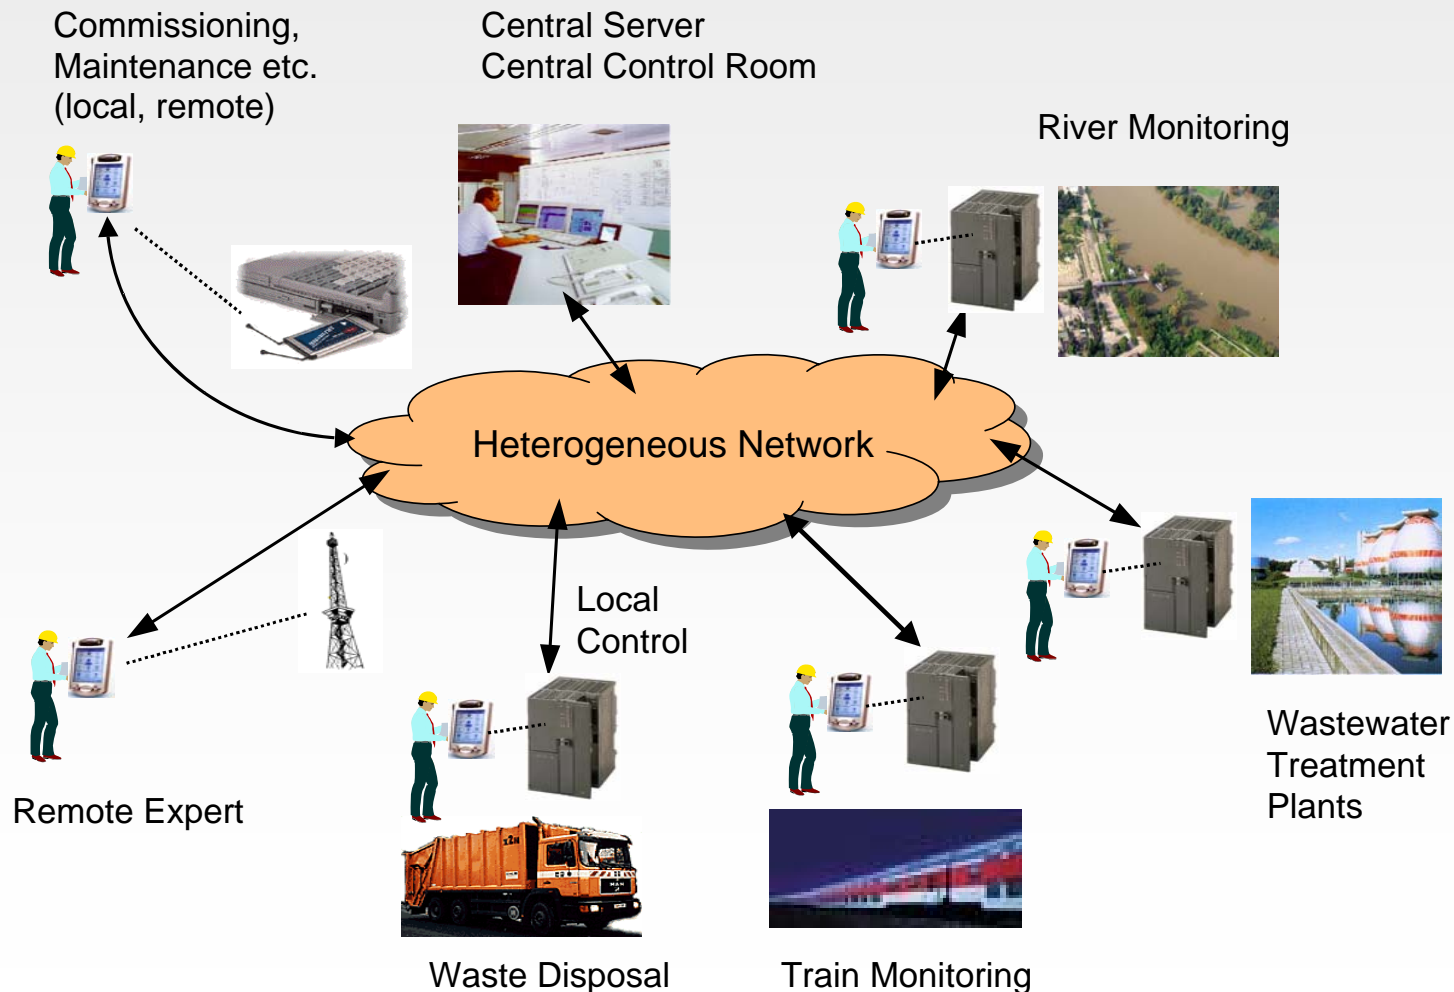 Commissioning,
Maintenance etc.
(local, remote)
Central Server
Central Control Room
River Monitoring
Heterogeneous Network
Local
Control
Remote Expert
Wastewater
Treatment
Plants
Waste Disposal
Train Monitoring
MAN